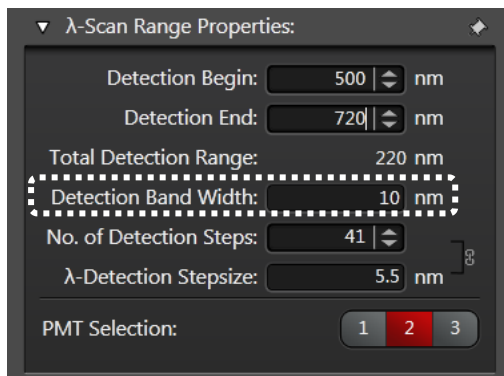 ▼ λ-Scan Range Properties:
Detection Begin: 500 nm
Detection End: 720 nm
Total Detection Range: 220 nm
Detection Band Width: 10 nm
No. of Detection Steps: 41
λ-Detection Stepsize: 5.5 nm
PMT Selection: 1 2 3